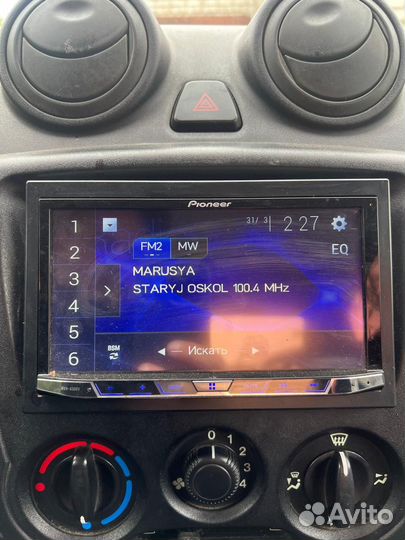 Pioneer
1
31/ 3
2:27
2
FM2
MW
EQ
MARUSYA
3
STARYJ OSKOL 100.4 MHz
4
5
6
BSM
Искать
0
1
2
3
4
Avito